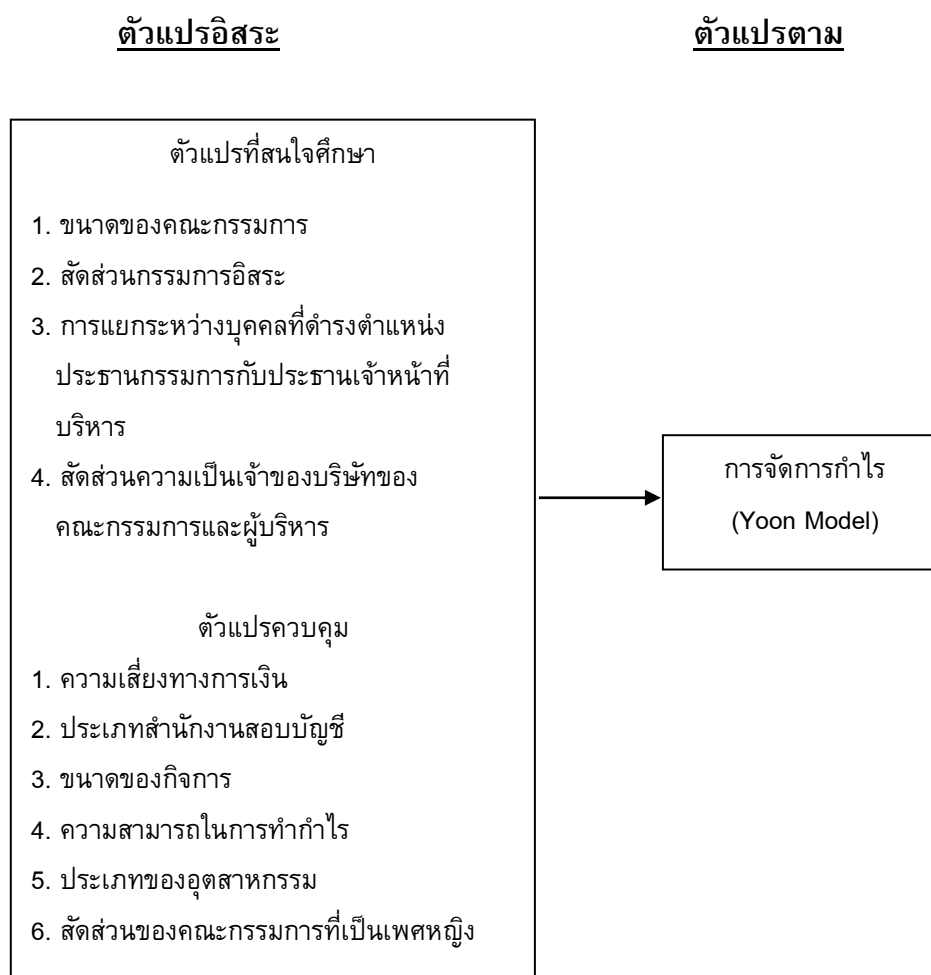 ตัวแปรอิสระ
ตัวแปรตาม
ตัวแปรที่สนใจศึกษา
1. ขนาดของคณะกรรมการ
2. สัดส่วนกรรมการอิสระ
3. การแยกระหว่างบุคคลที่ดำรงตำแหน่ง
ประธานกรรมการกับประธานเจ้าหน้าที่
บริหาร
4. สัดส่วนความเป็นเจ้าของบริษัทของ
คณะกรรมการและผู้บริหาร
ตัวแปรควบคุม
1. ความเสี่ยงทางการเงิน
2. ประเภทสำนักงานสอบบัญชี
3. ขนาดของกิจการ
4. ความสามารถในการทำกำไร
5. ประเภทของอุตสาหกรรม
6. สัดส่วนของคณะกรรมการที่เป็นเพศหญิง
การจัดการกำไร
(Yoon Model)